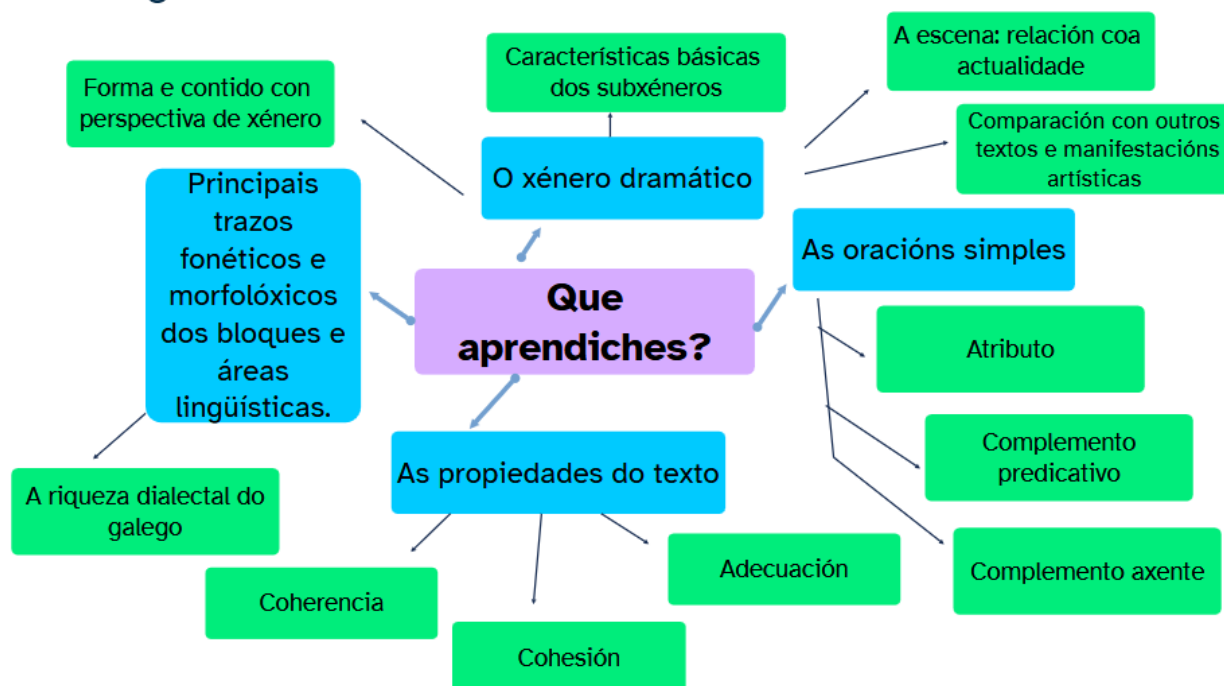 A escena: relación coa
actualidade
Características básicas
dos subxéneros
Forma e contido con
perspectiva de xénero
Comparación con outros
textos e manifestacións
artísticas
O xénero dramático
Principais
trazos
fonéticos e
morfolóxicos
dos bloques e
áreas
lingüísticas.
As oracións simples
Que
aprendiches?
Atributo
Complemento
predicativo
As propiedades do texto
A riqueza dialectal do
galego
Adecuación
Complemento axente
Coherencia
Cohesión